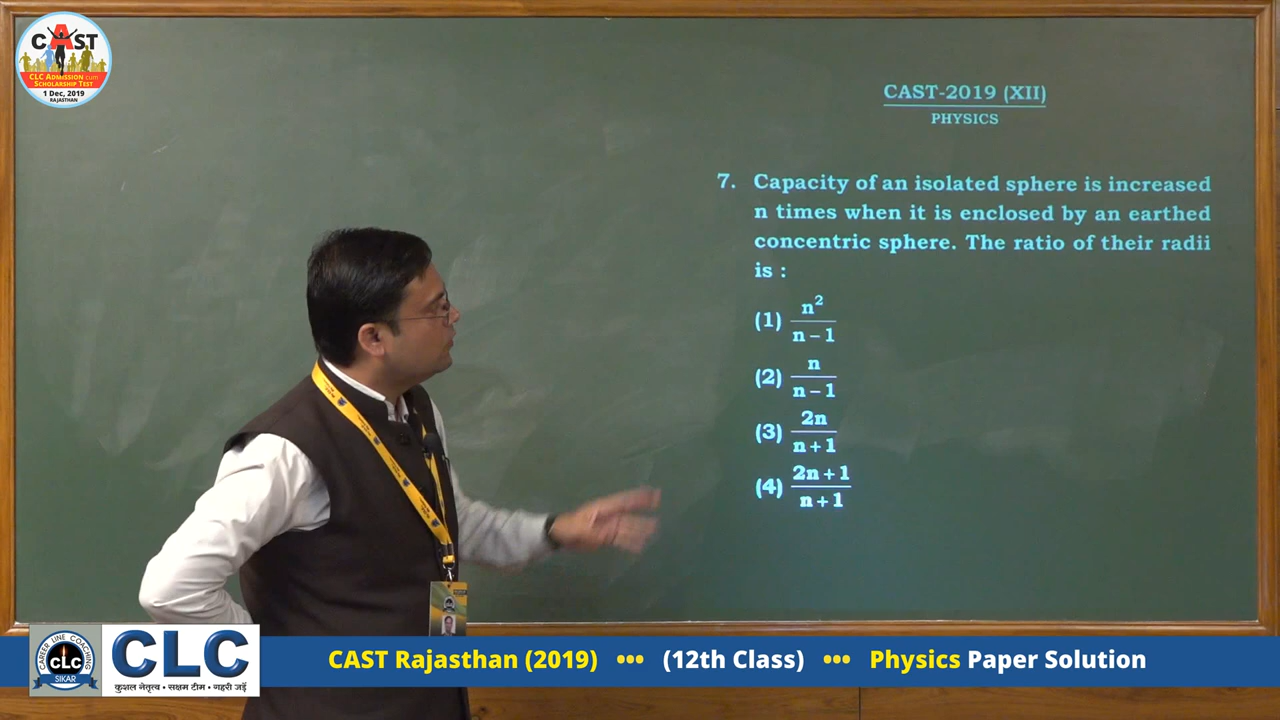 CAST
CLC ADMISSION cum
SCHOLARSHIP TEST
1 Dec, 2019
RAJASTHAN
CAST-2019 (XII)
PHYSICS
7. Capacity of an isolated sphere is increased
n times when it is enclosed by an earthed
concentric sphere. The ratio of their radii
is :
(1) n²/n – 1
(2) n/n – 1
(3) 2n/n + 1
(4) 2n + 1/n + 1
CAREER LINE COACHING
CLC
SIKAR
CLC
कुशल नेतृत्व • सक्षम टीम • गहरी जड़ें
CAST Rajasthan (2019) ••• (12th Class) ••• Physics Paper Solution